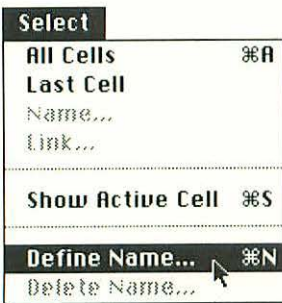 Select
All Cells ⌘A
Last Cell
Name...
Link...
Show Active Cell ⌘S
Define Name... ⌘N
Delete Name...